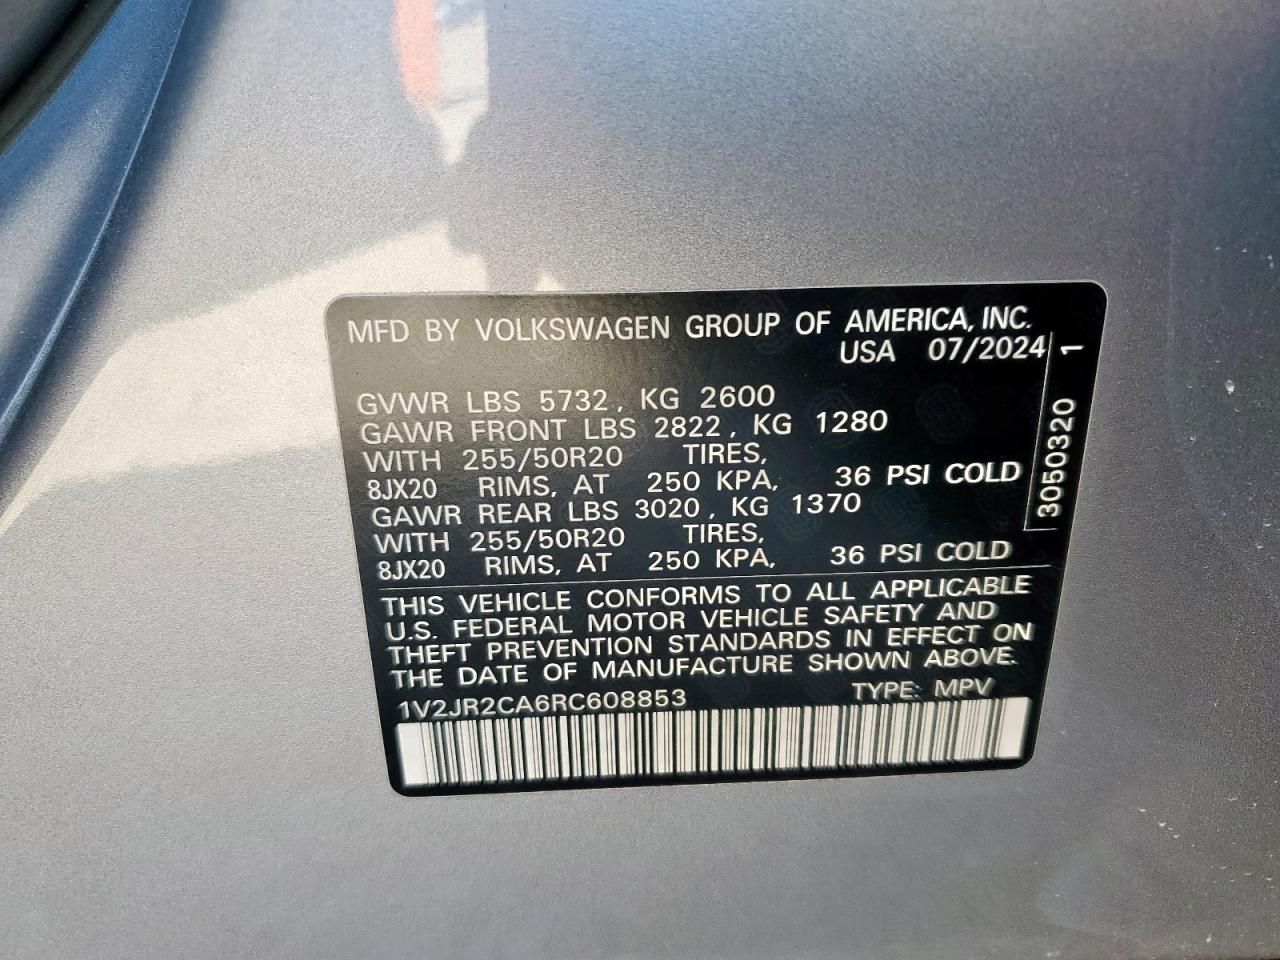 MFD BY VOLKSWAGEN GROUP OF AMERICA, INC.
USA 07/2024
GVWR LBS 5732, KG 2600
GAWR FRONT LBS 2822, KG 1280
WITH 255/50R20 TIRES,
8JX20 RIMS, AT 250 KPA, 36 PSI COLD
GAWR REAR LBS 3020, KG 1370
WITH 255/50R20 TIRES,
8JX20 RIMS, AT 250 KPA, 36 PSI COLD
3050320 1
THIS VEHICLE CONFORMS TO ALL APPLICABLE
U.S. FEDERAL MOTOR VEHICLE SAFETY AND
THEFT PREVENTION STANDARDS IN EFFECT ON
THE DATE OF MANUFACTURE SHOWN ABOVE.
1V2JR2CA6RC608853 TYPE: MPV